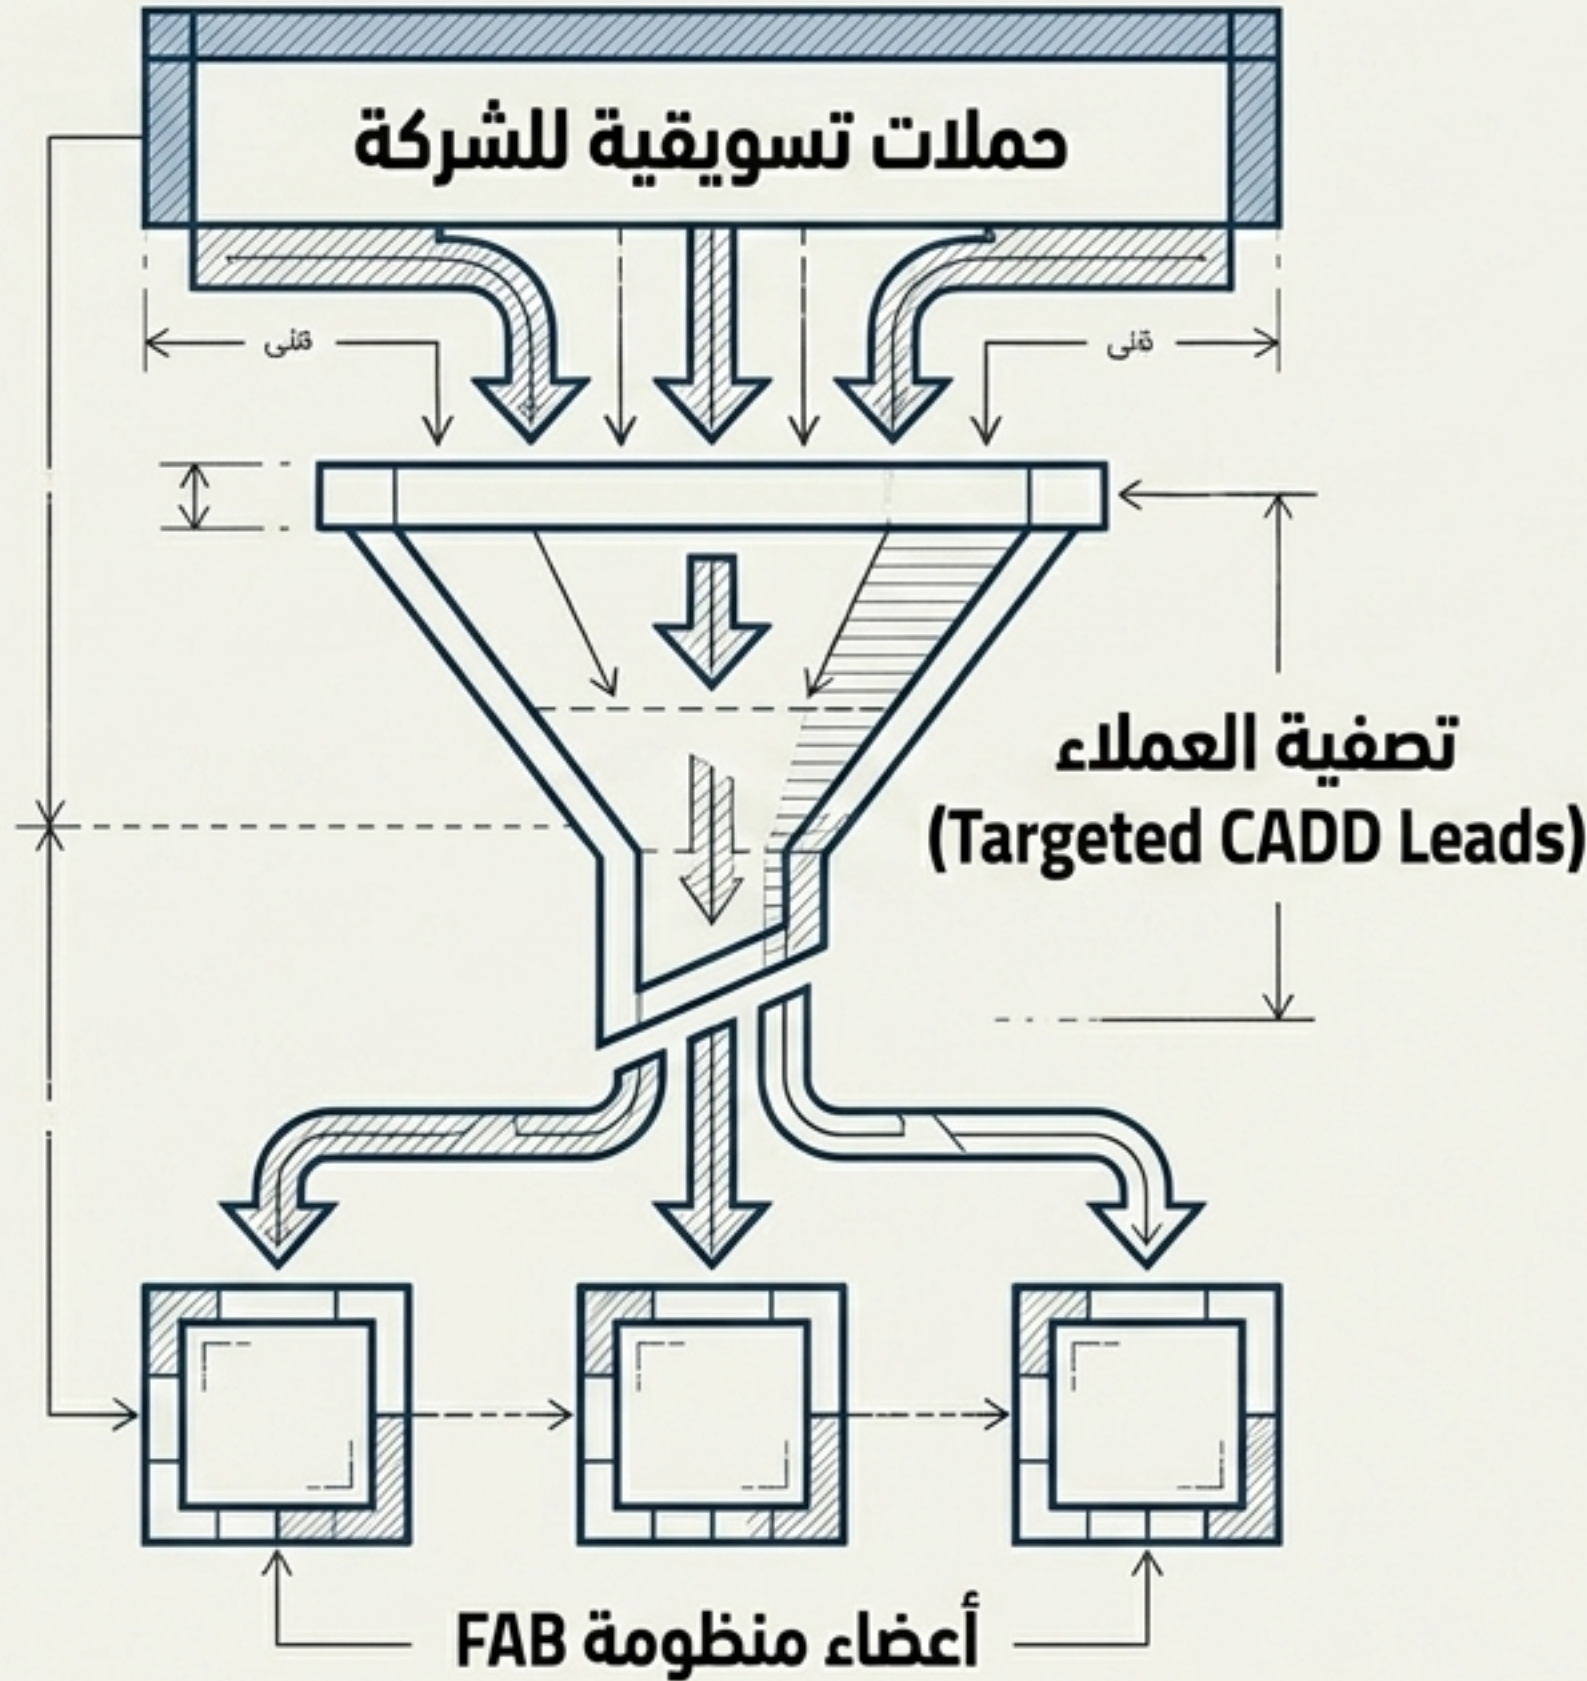 حملات تسويقية للشركة
تصفية العملاء
(Targeted CADD Leads)
أعضاء منظومة FAB